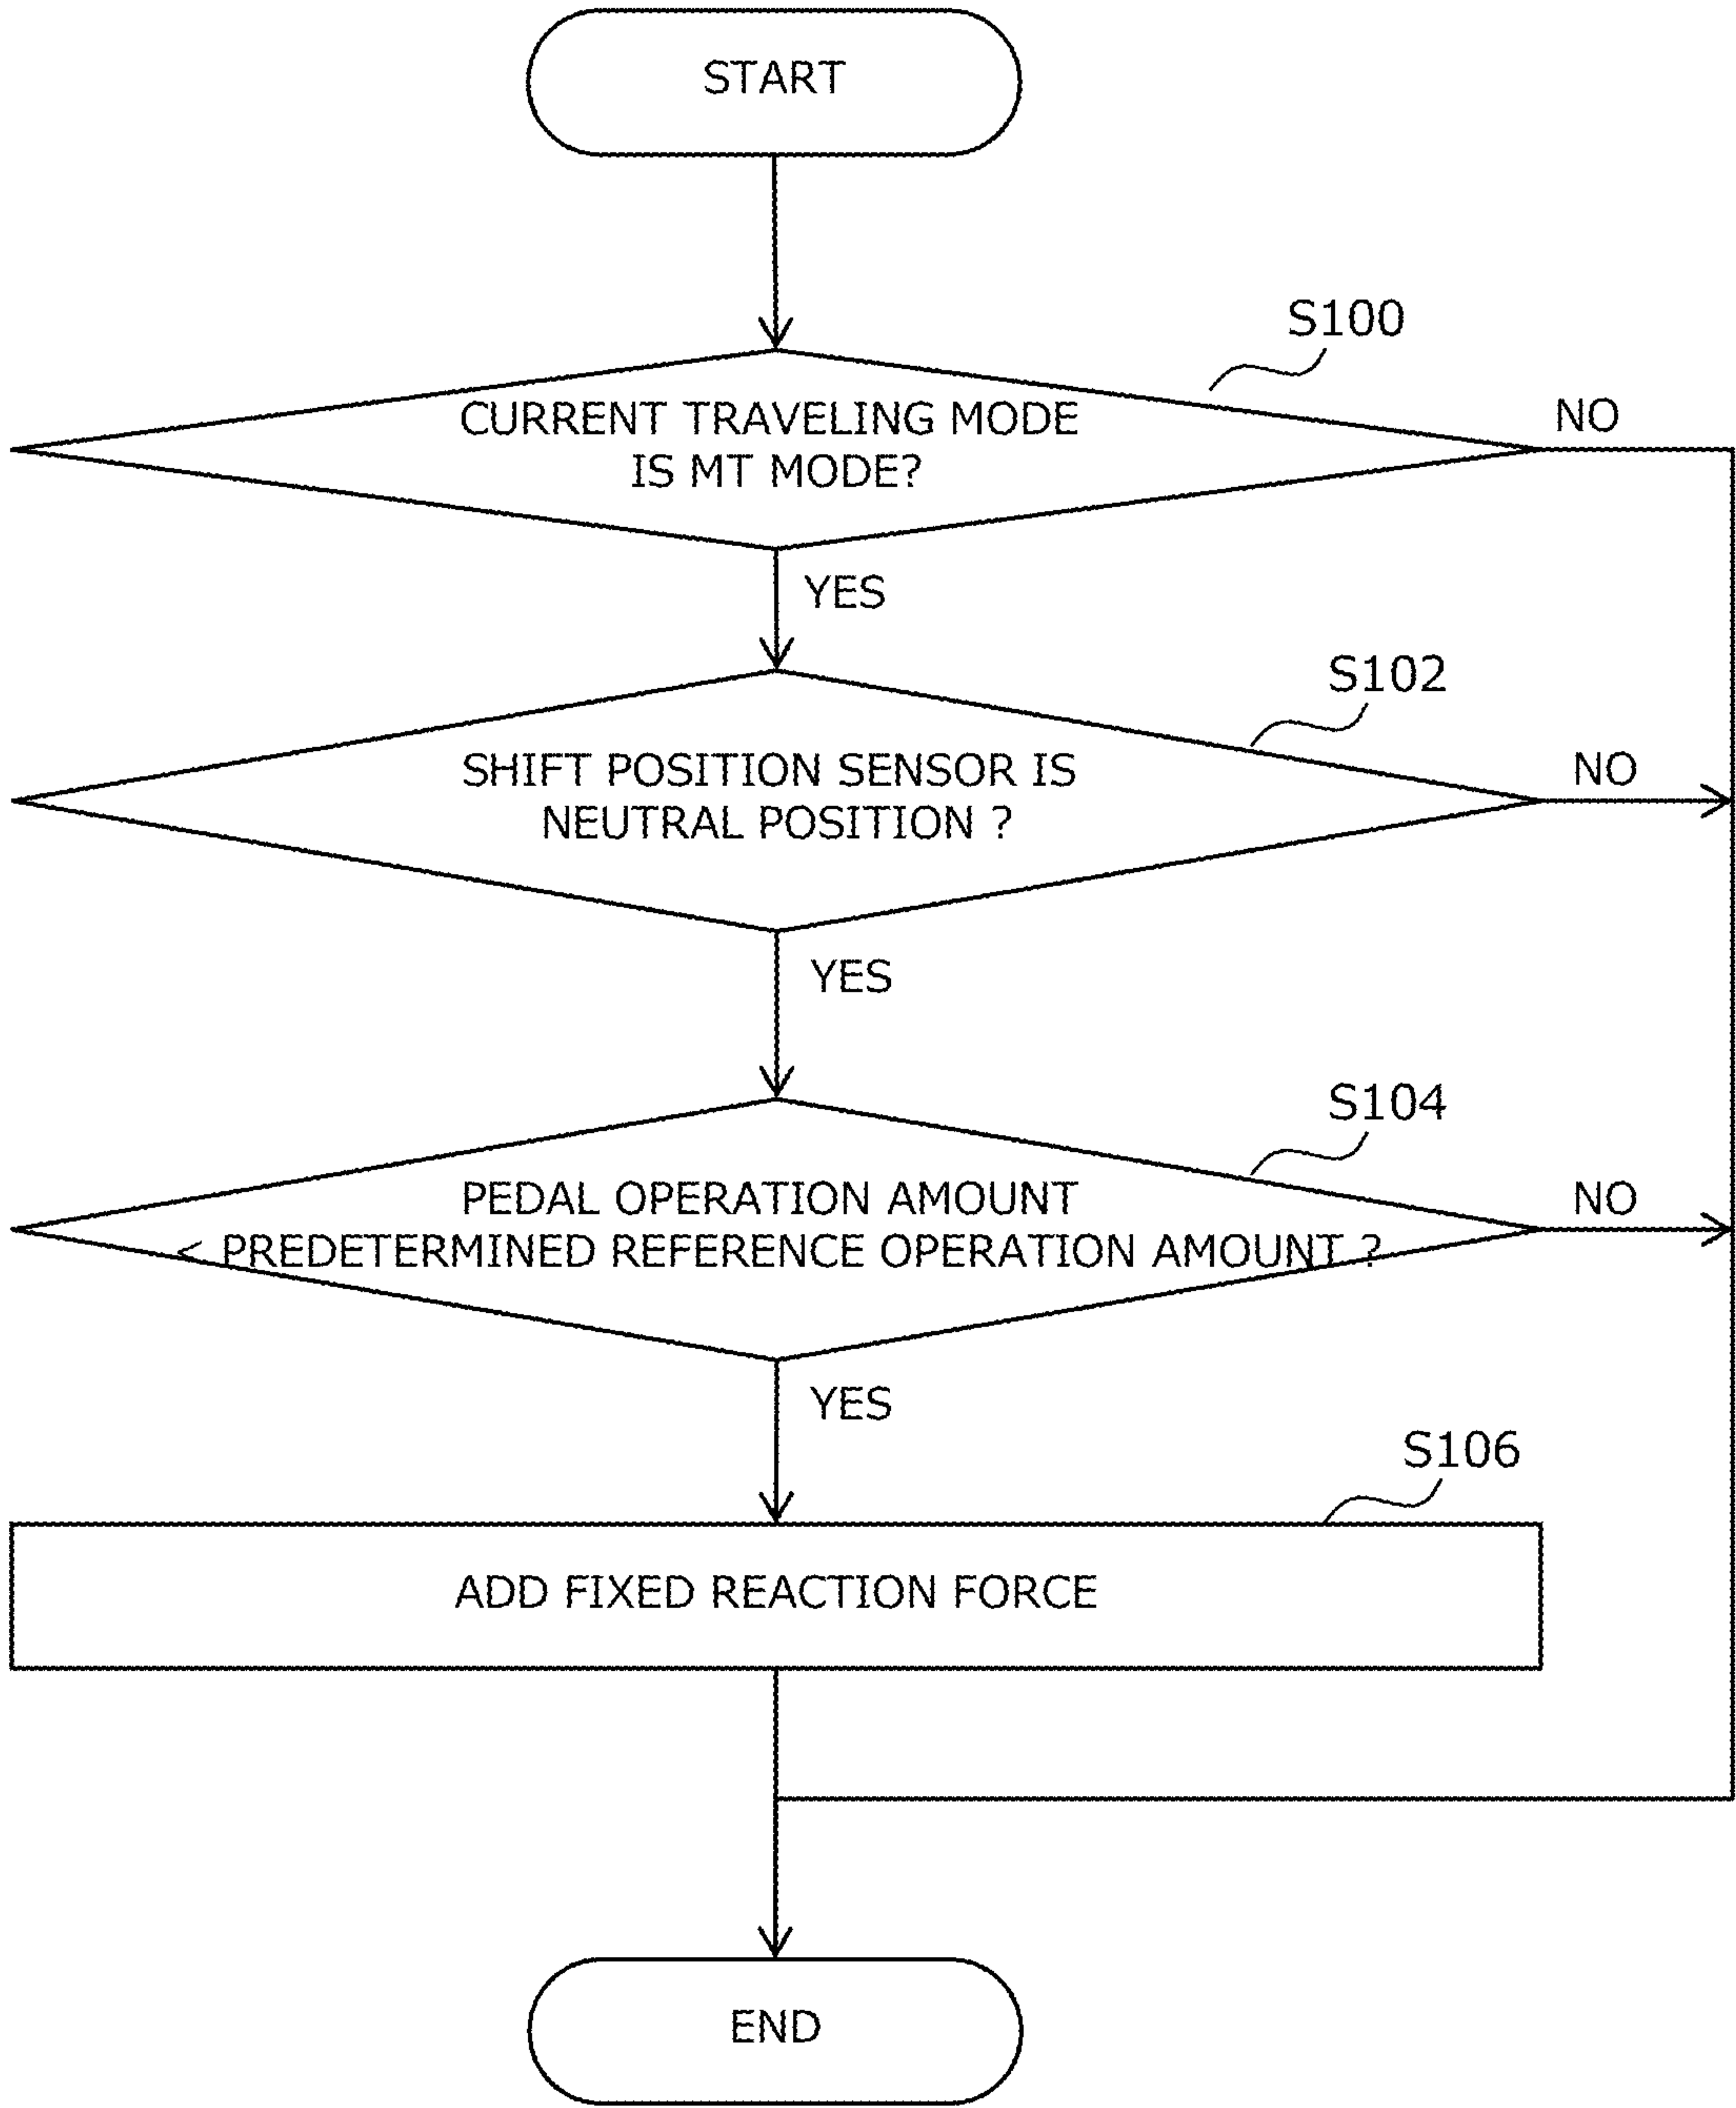 START
S100
CURRENT TRAVELING MODE
IS MT MODE?
NO
YES
S102
SHIFT POSITION SENSOR IS
NEUTRAL POSITION ?
NO
YES
S104
PEDAL OPERATION AMOUNT
< PREDETERMINED REFERENCE OPERATION AMOUNT ?
NO
YES
S106
ADD FIXED REACTION FORCE
END